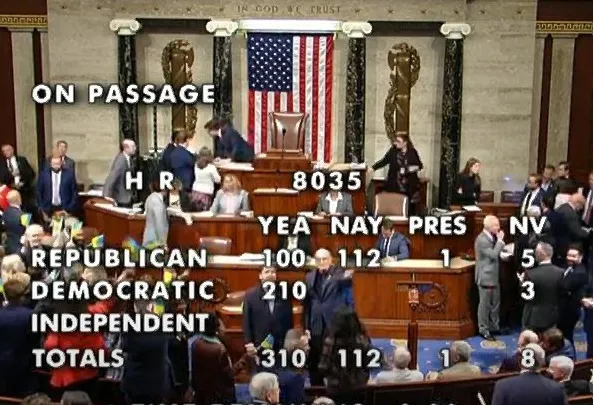 IN GOD WE TRUST
ON PASSAGE
H R 8035
YEA NAY PRES NV
REPUBLICAN 100 112 1 5
DEMOCRATIC 210 3
INDEPENDENT
TOTALS 310 112 1 8